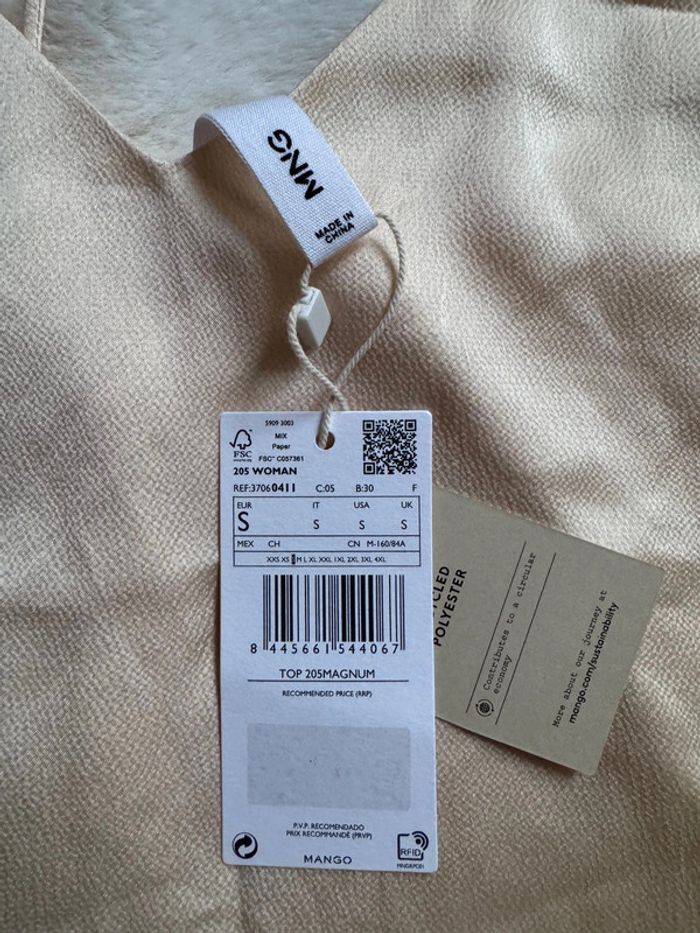 MNG
MADE IN
CHINA
5909 3003
MIX
Paper
FSC™ C057361
FSC
205 WOMAN
REF:37060411 C:05 B:30 F
EUR IT USA UK
S S S S
MEX CH CN M-160/84A
XXS XS S M L XL XXL 1XL 2XL 3XL 4XL
8 445661 544067
TOP 205MAGNUM
RECOMMENDED PRICE (RRP)
P.V.P. RECOMENDADO
PRIX RECOMMANDÉ (PRVP)
MANGO
RFID
YCLED
POLYESTER
Contributes to a circular
economy
More about our journey at
mango.com/sustainability